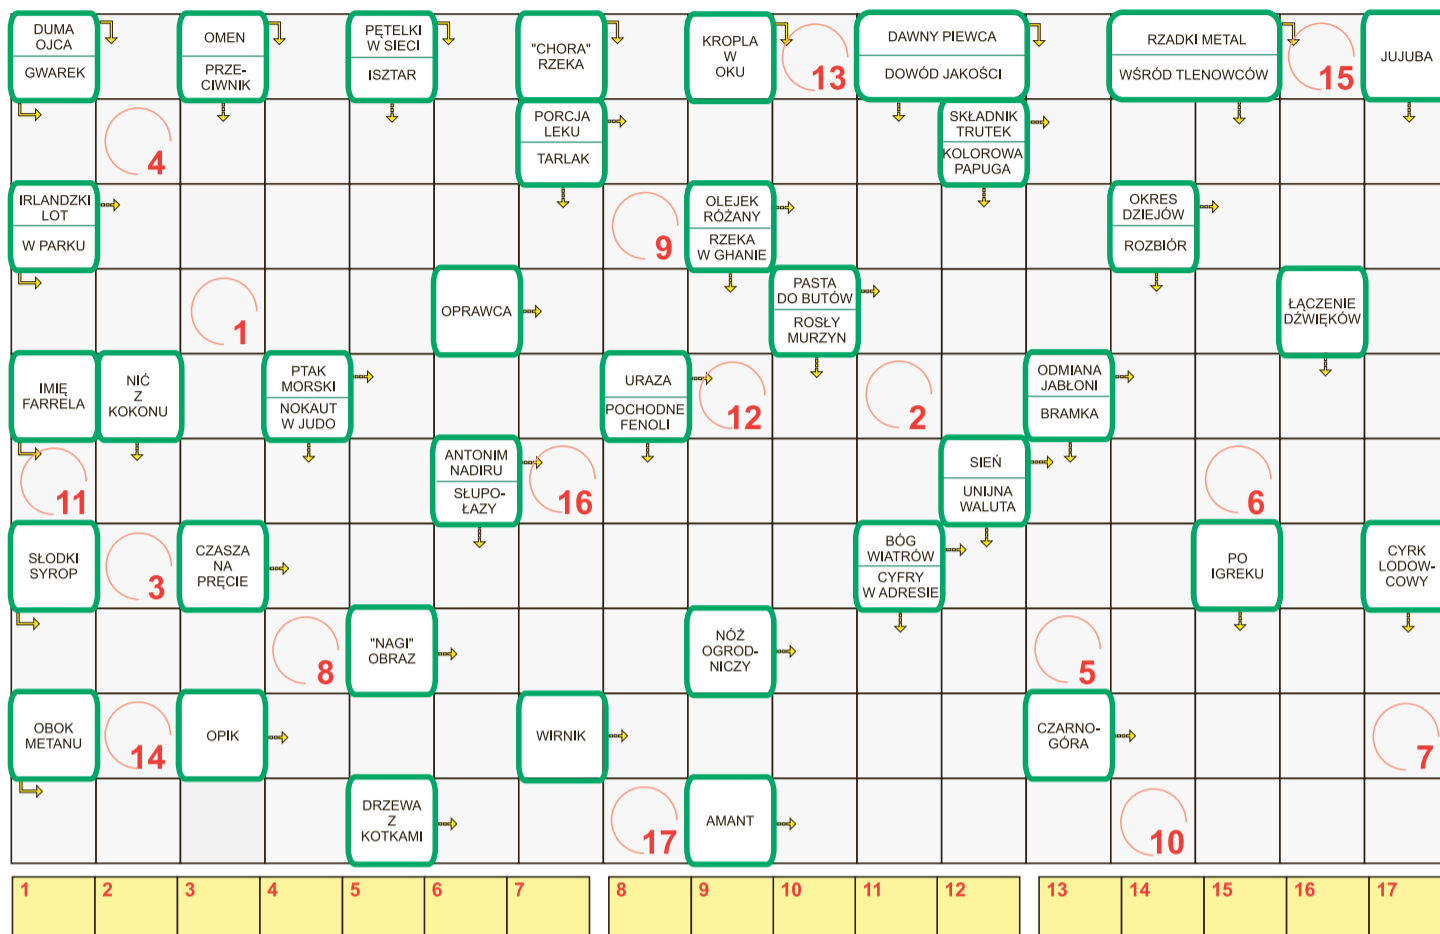 DUMA
OJCA
GWAREK
OMEN
PRZE-
CIWNIK
PĘTELKI
W SIECI
ISZTAR
"CHORA"
RZEKA
KROPLA
W
OKU
13
DAWNY PIEWCA
DOWÓD JAKOŚCI
RZADKI METAL
WŚRÓD TLENOWCÓW
15
JUJUBA
4
PORCJA
LEKU
TARLAK
SKŁADNIK
TRUTEK
KOLOROWA
PAPUGA
IRLANDZKI
LOT
W PARKU
9
OLEJEK
RÓŻANY
RZEKA
W GHANIE
OKRES
DZIEJÓW
ROZBIÓR
1
OPRAWCA
PASTA
DO BUTÓW
ROSŁY
MURZYN
ŁĄCZENIE
DŹWIĘKÓW
IMIĘ
FARRELA
NIĆ
Z
KOKONU
PTAK
MORSKI
NOKAUT
W JUDO
URAZA
POCHODNE
FENOLI
12
2
ODMIANA
JABŁONI
BRAMKA
11
ANTONIM
NADIRU
SŁUPO-
ŁAZY
16
SIEŃ
UNIJNA
WALUTA
6
SŁODKI
SYROP
3
CZASZA
NA
PRĘCIE
BÓG
WIATRÓW
CYFRY
W ADRESIE
PO
IGREKU
CYRK
LODOW-
COWY
8
"NAGI"
OBRAZ
NÓŻ
OGROD-
NICZY
5
OBOK
METANU
14
OPIK
WIRNIK
CZARNO-
GÓRA
7
DRZEWA
Z
KOTKAMI
17
AMANT
10
1 2 3 4 5 6 7 8 9 10 11 12 13 14 15 16 17